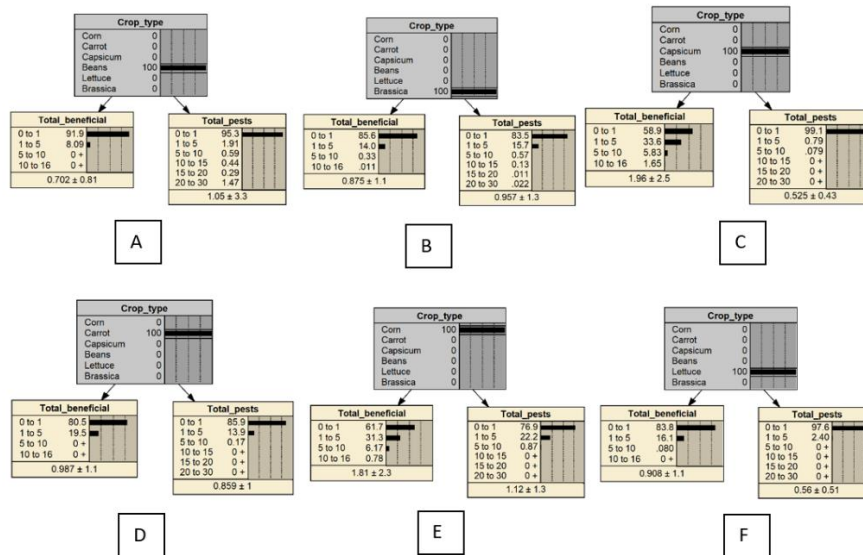 Crop_type
Corn 0
Carrot 0
Capsicum 0
Beans 100
Lettuce 0
Brassica 0
Total_beneficial
0 to 1 91.9
1 to 5 8.09
5 to 10 0 +
10 to 16 0 +
0.702 ± 0.81
Total_pests
0 to 1 95.3
1 to 5 1.91
5 to 10 0.59
10 to 15 0.44
15 to 20 0.29
20 to 30 1.47
1.05 ± 3.3
A
Crop_type
Corn 0
Carrot 0
Capsicum 0
Beans 0
Lettuce 0
Brassica 100
Total_beneficial
0 to 1 85.6
1 to 5 14.0
5 to 10 0.33
10 to 16 .011
0.875 ± 1.1
Total_pests
0 to 1 83.5
1 to 5 15.7
5 to 10 0.57
10 to 15 0.13
15 to 20 .011
20 to 30 .022
0.957 ± 1.3
B
Crop_type
Corn 0
Carrot 0
Capsicum 100
Beans 0
Lettuce 0
Brassica 0
Total_beneficial
0 to 1 58.9
1 to 5 33.6
5 to 10 5.83
10 to 16 1.65
1.96 ± 2.5
Total_pests
0 to 1 99.1
1 to 5 0.79
5 to 10 .079
10 to 15 0 +
15 to 20 0 +
20 to 30 0 +
0.525 ± 0.43
C
Crop_type
Corn 0
Carrot 100
Capsicum 0
Beans 0
Lettuce 0
Brassica 0
Total_beneficial
0 to 1 80.5
1 to 5 19.5
5 to 10 0 +
10 to 16 0 +
0.987 ± 1.1
Total_pests
0 to 1 85.9
1 to 5 13.9
5 to 10 0.17
10 to 15 0 +
15 to 20 0 +
20 to 30 0 +
0.859 ± 1
D
Crop_type
Corn 100
Carrot 0
Capsicum 0
Beans 0
Lettuce 0
Brassica 0
Total_beneficial
0 to 1 61.7
1 to 5 31.3
5 to 10 6.17
10 to 16 0.78
1.81 ± 2.3
Total_pests
0 to 1 76.9
1 to 5 22.2
5 to 10 0.87
10 to 15 0 +
15 to 20 0 +
20 to 30 0 +
1.12 ± 1.3
E
Crop_type
Corn 0
Carrot 0
Capsicum 0
Beans 0
Lettuce 100
Brassica 0
Total_beneficial
0 to 1 83.8
1 to 5 16.1
5 to 10 .080
10 to 16 0 +
0.908 ± 1.1
Total_pests
0 to 1 97.6
1 to 5 2.40
5 to 10 0 +
10 to 15 0 +
15 to 20 0 +
20 to 30 0 +
0.56 ± 0.51
F